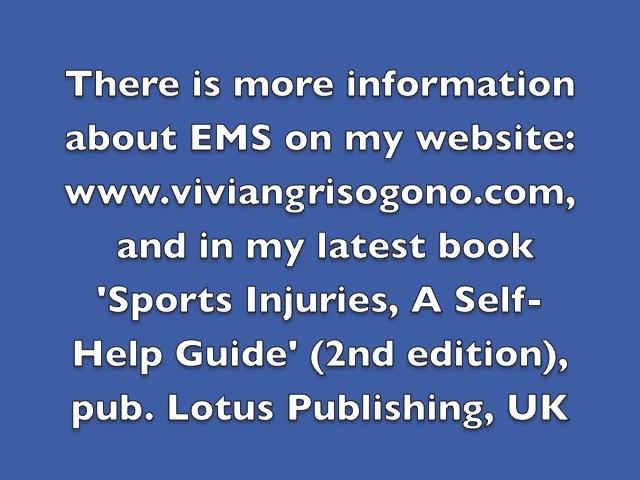 There is more information
about EMS on my website:
www.viviangrisogono.com,
and in my latest book
'Sports Injuries, A Self-
Help Guide' (2nd edition),
pub. Lotus Publishing, UK